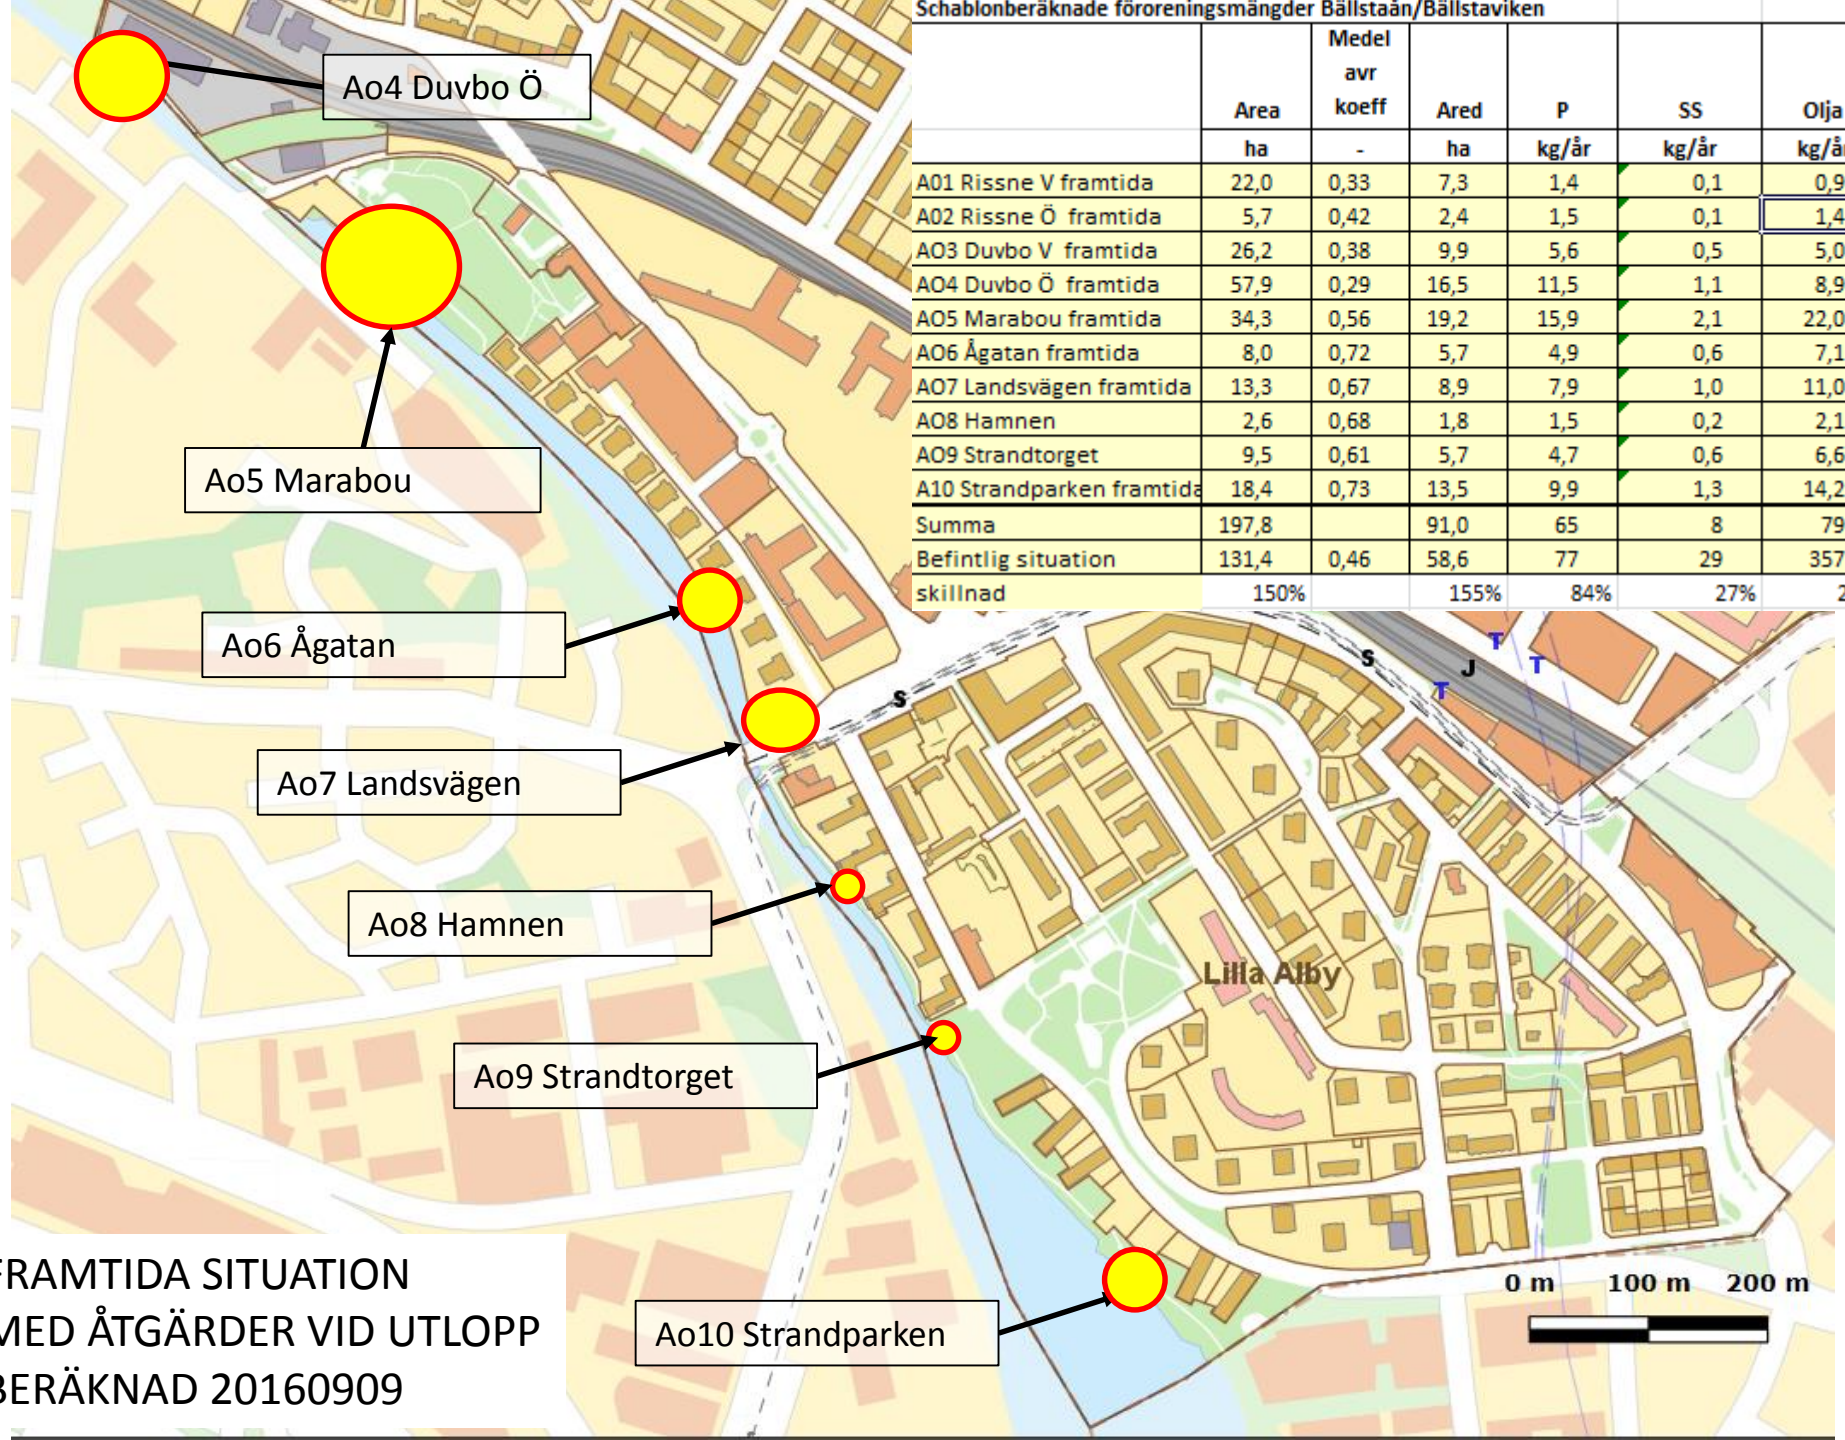 Schablonberäknade föroreningsmängder Bällstaån/Bällstaviken
Medel
avr
Area koeff Ared P SS Olja
ha - ha kg/år kg/år kg/år
A01 Rissne V framtida 22,0 0,33 7,3 1,4 0,1 0,9
A02 Rissne Ö framtida 5,7 0,42 2,4 1,5 0,1 1,4
AO3 Duvbo V framtida 26,2 0,38 9,9 5,6 0,5 5,0
AO4 Duvbo Ö framtida 57,9 0,29 16,5 11,5 1,1 8,9
AO5 Marabou framtida 34,3 0,56 19,2 15,9 2,1 22,0
AO6 Ågatan framtida 8,0 0,72 5,7 4,9 0,6 7,1
AO7 Landsvägen framtida 13,3 0,67 8,9 7,9 1,0 11,0
AO8 Hamnen 2,6 0,68 1,8 1,5 0,2 2,1
AO9 Strandtorget 9,5 0,61 5,7 4,7 0,6 6,6
A10 Strandparken framtida 18,4 0,73 13,5 9,9 1,3 14,2
Summa 197,8 91,0 65 8 79
Befintlig situation 131,4 0,46 58,6 77 29 357
skillnad 150% 155% 84% 27% 2
Ao4 Duvbo Ö
Ao5 Marabou
Ao6 Ågatan
Ao7 Landsvägen
Ao8 Hamnen
Ao9 Strandtorget
Ao10 Strandparken
S
S
J
T
T
T
Lilla Alby
0 m 100 m 200 m
FRAMTIDA SITUATION
MED ÅTGÄRDER VID UTLOPP
BERÄKNAD 20160909